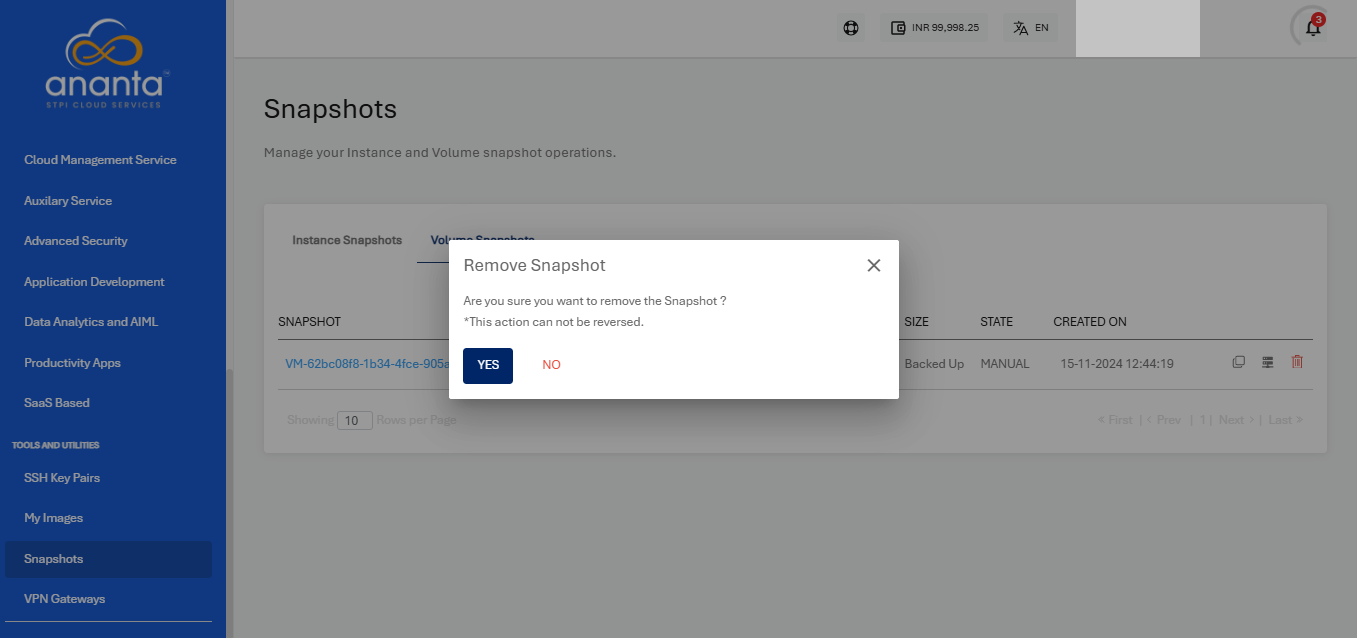 ananta
STPI CLOUD SERVICES
INR 99,998.25
EN
3
Cloud Management Service
Auxilary Service
Advanced Security
Application Development
Data Analytics and AIML
Productivity Apps
SaaS Based
TOOLS AND UTILITIES
SSH Key Pairs
My Images
Snapshots
VPN Gateways
Snapshots
Manage your Instance and Volume snapshot operations.
Instance Snapshots Volume Snapshots
Remove Snapshot
Are you sure you want to remove the Snapshot ?
*This action can not be reversed.
YES NO
SNAPSHOT SIZE STATE CREATED ON
VM-62bc08f8-1b34-4fce-905a Backed Up MANUAL 15-11-2024 12:44:19
Showing 10 Rows per Page < First | < Prev | 1 | Next > | Last »